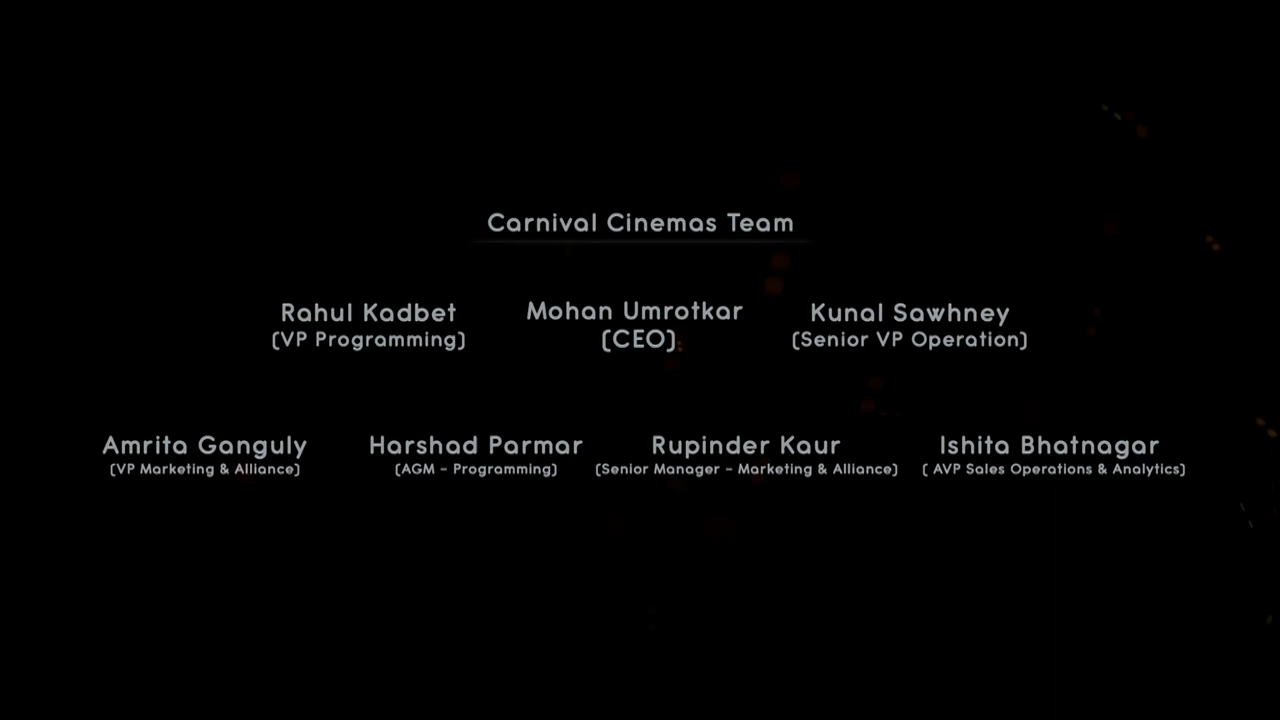 Carnival Cinemas Team
Rahul Kadbet Mohan Umrotkar Kunal Sawhney
(VP Programming) (CEO) (Senior VP Operation)
Amrita Ganguly Harshad Parmar Rupinder Kaur Ishita Bhatnagar
(VP Marketing & Alliance) (AGM - Programming) (Senior Manager - Marketing & Alliance) ( AVP Sales Operations & Analytics)